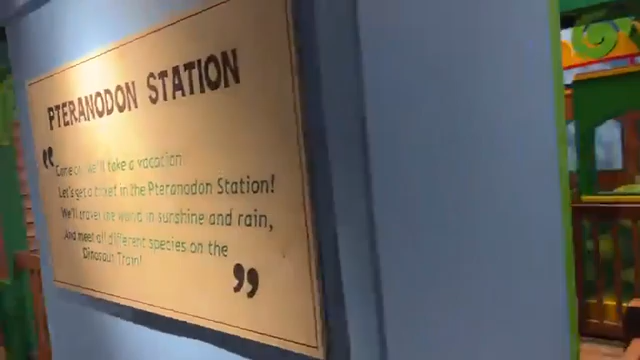 PTERANODON STATION
“
Come on, we'll take a vacation
Let's get a ticket in the Pteranodon Station!
We'll travel the world in sunshine and rain,
And meet all different species on the
Dinosaur Train!
”